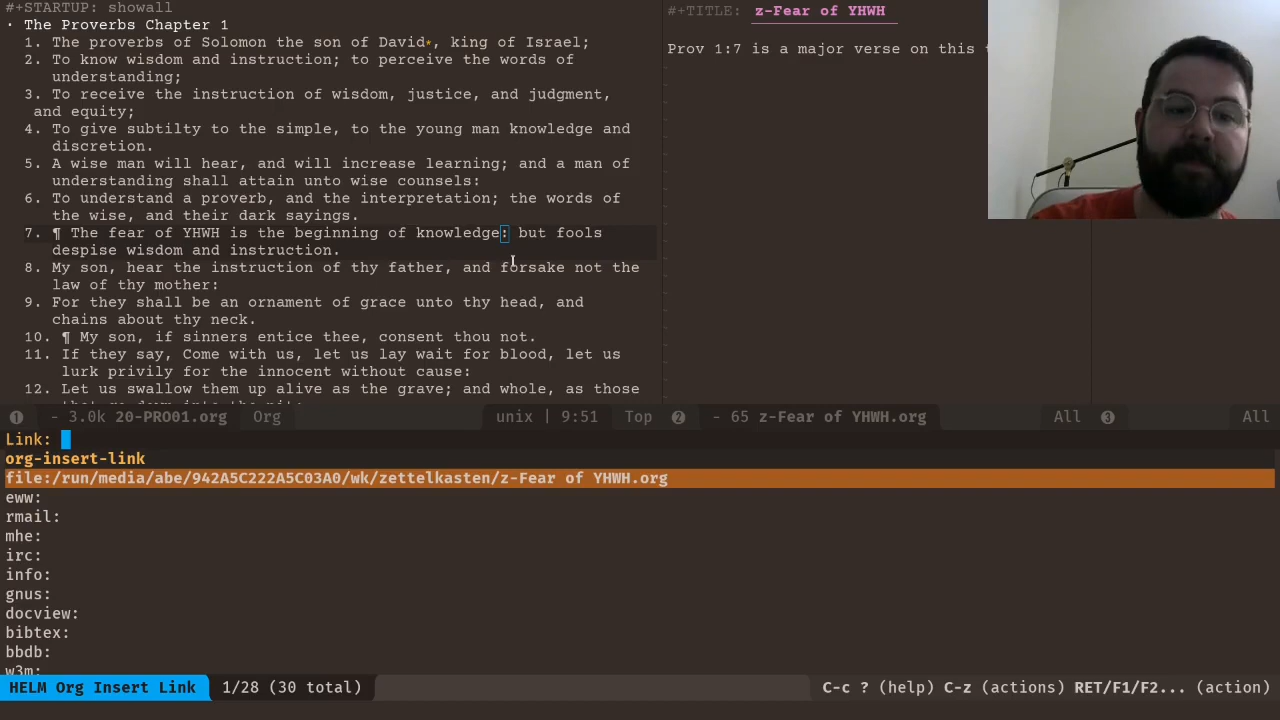 #+STARTUP: showall
· The Proverbs Chapter 1
1. The proverbs of Solomon the son of David*, king of Israel;
2. To know wisdom and instruction; to perceive the words of
understanding;
3. To receive the instruction of wisdom, justice, and judgment,
and equity;
4. To give subtilty to the simple, to the young man knowledge and
discretion.
5. A wise man will hear, and will increase learning; and a man of
understanding shall attain unto wise counsels:
6. To understand a proverb, and the interpretation; the words of
the wise, and their dark sayings.
7. ¶ The fear of YHWH is the beginning of knowledge: but fools
despise wisdom and instruction.
8. My son, hear the instruction of thy father, and forsake not the
law of thy mother:
9. For they shall be an ornament of grace unto thy head, and
chains about thy neck.
10. ¶ My son, if sinners entice thee, consent thou not.
11. If they say, Come with us, let us lay wait for blood, let us
lurk privily for the innocent without cause:
12. Let us swallow them up alive as the grave; and whole, as those
#+TITLE: z-Fear of YHWH
Prov 1:7 is a major verse on this
❶ - 3.0k 20-PRO01.org Org unix | 9:51 Top ❷ - 65 z-Fear of YHWH.org All ❸ All
Link:
org-insert-link
file:/run/media/abe/942A5C222A5C03A0/wk/zettelkasten/z-Fear of YHWH.org
eww:
rmail:
mhe:
irc:
info:
gnus:
docview:
bibtex:
bbdb:
w3m:
HELM Org Insert Link 1/28 (30 total) C-c ? (help) C-z (actions) RET/F1/F2... (action)